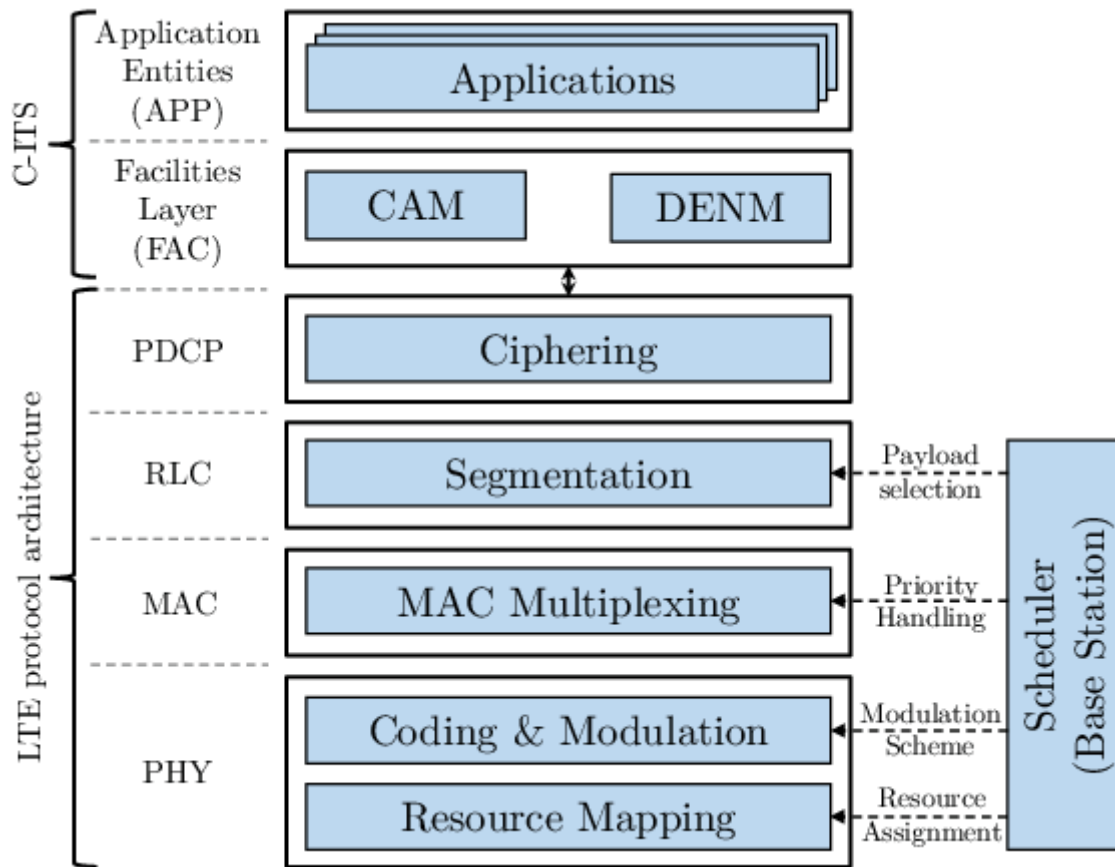 C-ITS
Application
Entities
(APP)
Applications
Facilities
Layer
(FAC)
CAM
DENM
LTE protocol architecture
PDCP
Ciphering
RLC
Segmentation
Payload
selection
MAC
MAC Multiplexing
Priority
Handling
PHY
Coding & Modulation
Modulation
Scheme
Resource Mapping
Resource
Assignment
Scheduler
(Base Station)